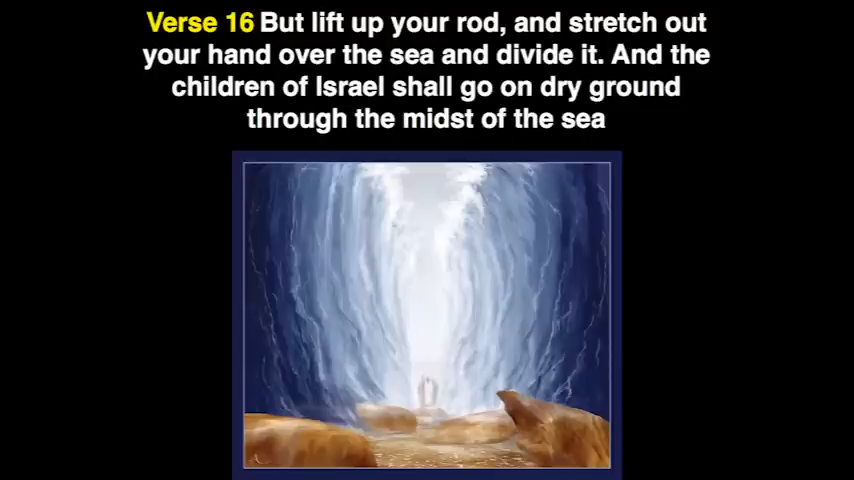 Verse 16 But lift up your rod, and stretch out
your hand over the sea and divide it. And the
children of Israel shall go on dry ground
through the midst of the sea